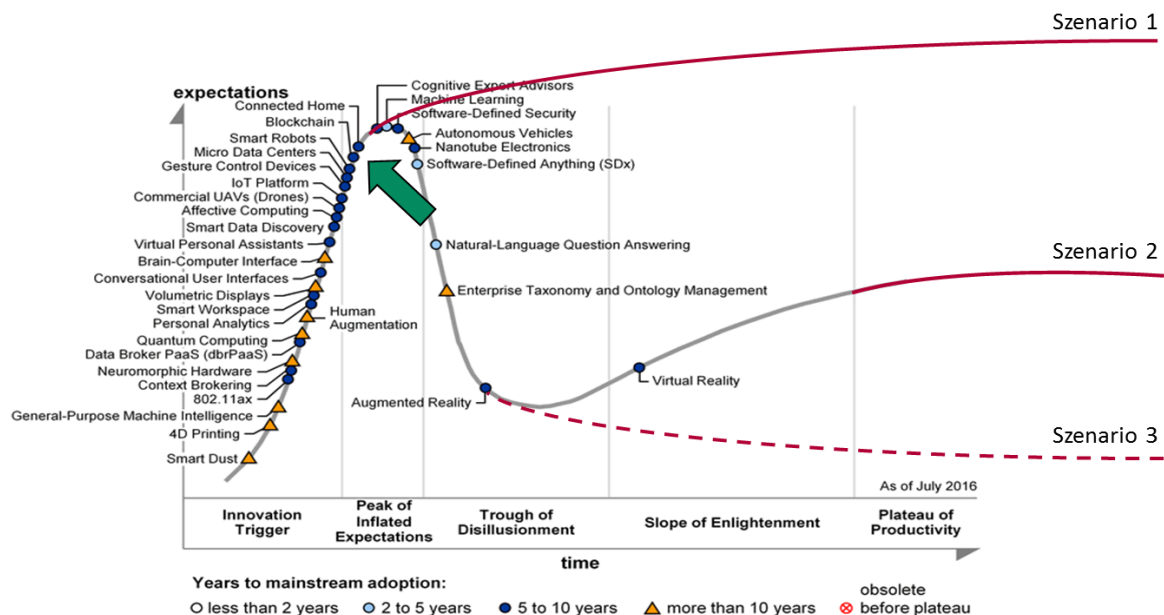 Szenario 1
expectations
Cognitive Expert Advisors
Machine Learning
Software-Defined Security
Connected Home
Blockchain
Autonomous Vehicles
Smart Robots
Nanotube Electronics
Micro Data Centers
Software-Defined Anything (SDx)
Gesture Control Devices
IoT Platform
Commercial UAVs (Drones)
Affective Computing
Smart Data Discovery
Virtual Personal Assistants
Natural-Language Question Answering
Szenario 2
Brain-Computer Interface
Conversational User Interfaces
Enterprise Taxonomy and Ontology Management
Volumetric Displays
Smart Workspace
Human
Augmentation
Personal Analytics
Quantum Computing
Data Broker PaaS (dbrPaaS)
Neuromorphic Hardware
Virtual Reality
Context Brokering
802.11ax
Augmented Reality
General-Purpose Machine Intelligence
4D Printing
Szenario 3
Smart Dust
As of July 2016
Innovation
Trigger
Peak of
Inflated
Expectations
Trough of
Disillusionment
Slope of Enlightenment
Plateau of
Productivity
time
Years to mainstream adoption:
less than 2 years
2 to 5 years
5 to 10 years
more than 10 years
obsolete
before plateau